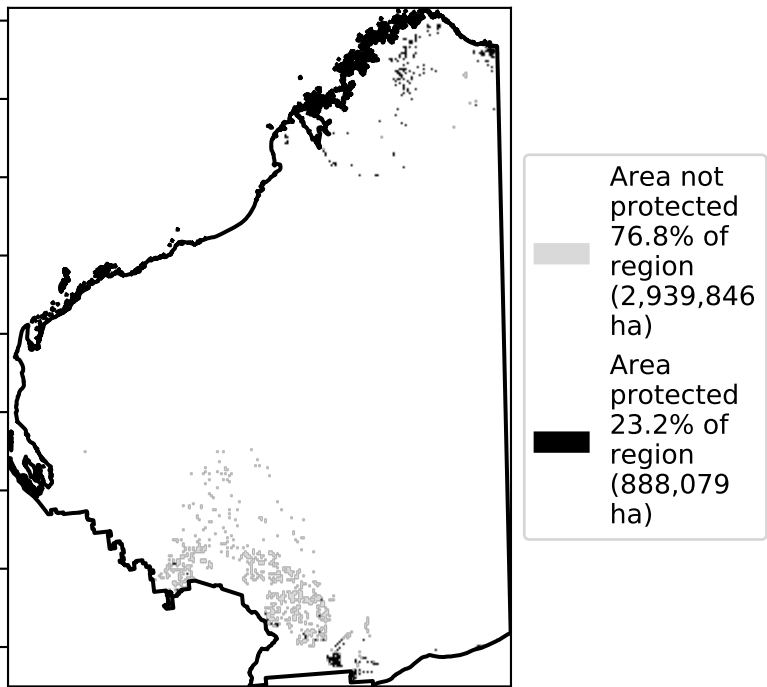 Area not
protected
76.8% of
region
(2,939,846
ha)
Area
protected
23.2% of
region
(888,079
ha)